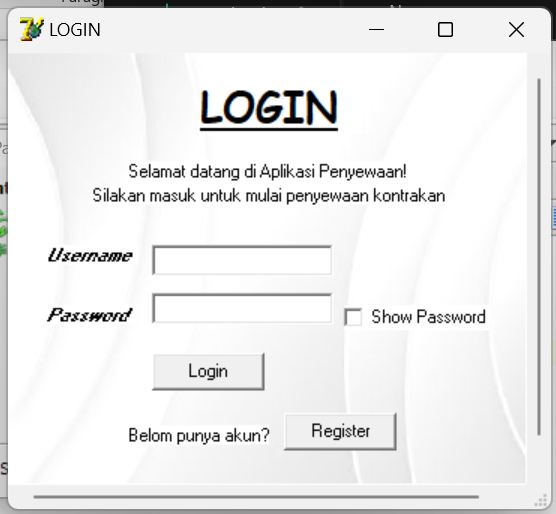 LOGIN
LOGIN
Selamat datang di Aplikasi Penyewaan!
Silakan masuk untuk mulai penyewaan kontrakan
Username
Password
Show Password
Login
Belom punya akun?
Register